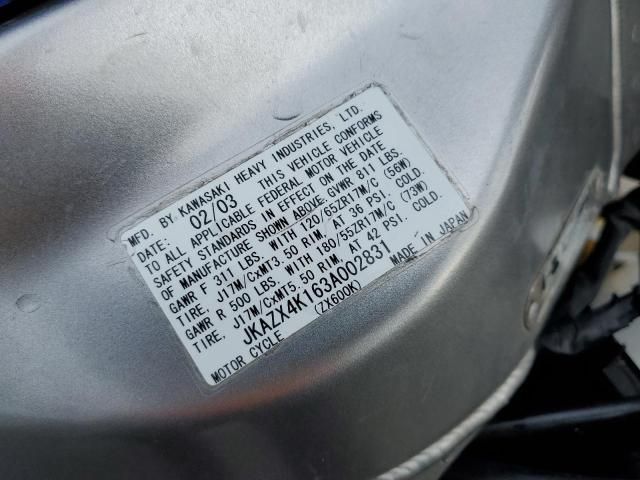 MFD. BY KAWASAKI HEAVY INDUSTRIES, LTD.
DATE: 02/03 THIS VEHICLE CONFORMS
TO ALL APPLICABLE FEDERAL MOTOR VEHICLE
SAFETY STANDARDS IN EFFECT ON THE DATE
OF MANUFACTURE SHOWN ABOVE. GVWR 811 LBS.
GAWR F 311 LBS. WITH 120/65ZR17M/C (56W)
TIRE, J17M/CxMT3.50 RIM, AT 36 PSI. COLD.
GAWR R 500 LBS. WITH 180/55ZR17M/C (73W)
TIRE, J17M/CxMT5.50 RIM, AT 42 PSI. COLD.
JKAZX4K163A002831
MOTOR CYCLE (ZX600K) MADE IN JAPAN